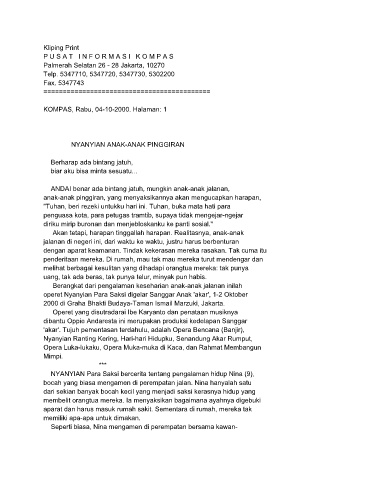 Kliping Print
P U S A T   I N F O R M A S I   K O M P A S
Palmerah Selatan 26 - 28 Jakarta, 10270
Telp. 5347710, 5347720, 5347730, 5302200
Fax. 5347743
=============================================
KOMPAS, Rabu, 04-10-2000. Halaman: 1
NYANYIAN ANAK-ANAK PINGGIRAN
Berharap ada bintang jatuh,
biar aku bisa minta sesuatu...
ANDAI benar ada bintang jatuh, mungkin anak-anak jalanan,
anak-anak pinggiran, yang menyaksikannya akan mengucapkan harapan,
"Tuhan, beri rezeki untukku hari ini. Tuhan, buka mata hati para
penguasa kota, para petugas tramtib, supaya tidak mengejar-ngejar
diriku mirip buronan dan menjebloskanku ke panti sosial."
Akan tetapi, harapan tinggallah harapan. Realitasnya, anak-anak
jalanan di negeri ini, dari waktu ke waktu, justru harus berbenturan
dengan aparat keamanan. Tindak kekerasan mereka rasakan. Tak cuma itu
penderitaan mereka. Di rumah, mau tak mau mereka turut mendengar dan
melihat berbagai kesulitan yang dihadapi orangtua mereka: tak punya
uang, tak ada beras, tak punya telur, minyak pun habis.
Berangkat dari pengalaman keseharian anak-anak jalanan inilah
operet Nyanyian Para Saksi digelar Sanggar Anak 'akar', 1-2 Oktober
2000 di Graha Bhakti Budaya-Taman Ismail Marzuki, Jakarta.
Operet yang disutradarai Ibe Karyanto dan penataan musiknya
dibantu Oppie Andaresta ini merupakan produksi kedelapan Sanggar
'akar'. Tujuh pementasan terdahulu, adalah Opera Bencana (Banjir),
Nyanyian Ranting Kering, Hari-hari Hidupku, Senandung Akar Rumput,
Opera Luka-lukaku, Opera Muka-muka di Kaca, dan Rahmat Membangun
Mimpi.
***
NYANYIAN Para Saksi bercerita tentang pengalaman hidup Nina (9),
bocah yang biasa mengamen di perempatan jalan. Nina hanyalah satu
dari sekian banyak bocah kecil yang menjadi saksi kerasnya hidup yang
membelit orangtua mereka. Ia menyaksikan bagaimana ayahnya digebuki
aparat dan harus masuk rumah sakit. Sementara di rumah, mereka tak
memiliki apa-apa untuk dimakan.
Seperti biasa, Nina mengamen di perempatan bersama kawan-